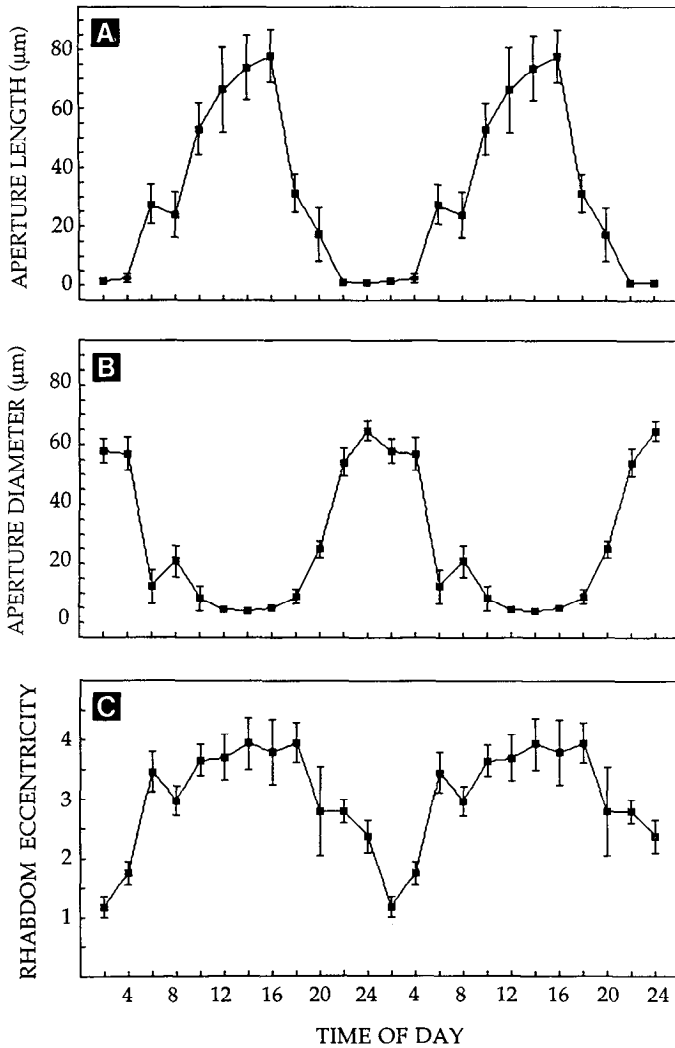 A
APERTURE LENGTH (μm)
80
60
40
20
0
B
APERTURE DIAMETER (μm)
80
60
40
20
0
C
RHABDOM ECCENTRICITY
4
3
2
1
4 8 12 16 20 24 4 8 12 16 20 24
TIME OF DAY